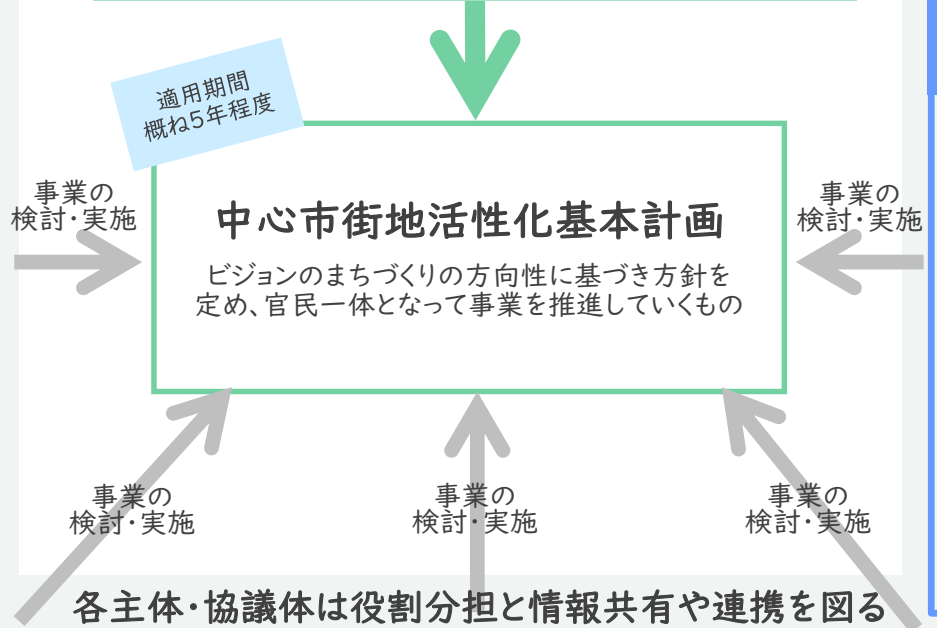 適用期間
概ね5年程度
事業の
検討・実施
事業の
検討・実施
中心市街地活性化基本計画
ビジョンのまちづくりの方向性に基づき方針を
定め、官民一体となって事業を推進していくもの
事業の
検討・実施
事業の
検討・実施
事業の
検討・実施
各主体・協議体は役割分担と情報共有や連携を図る